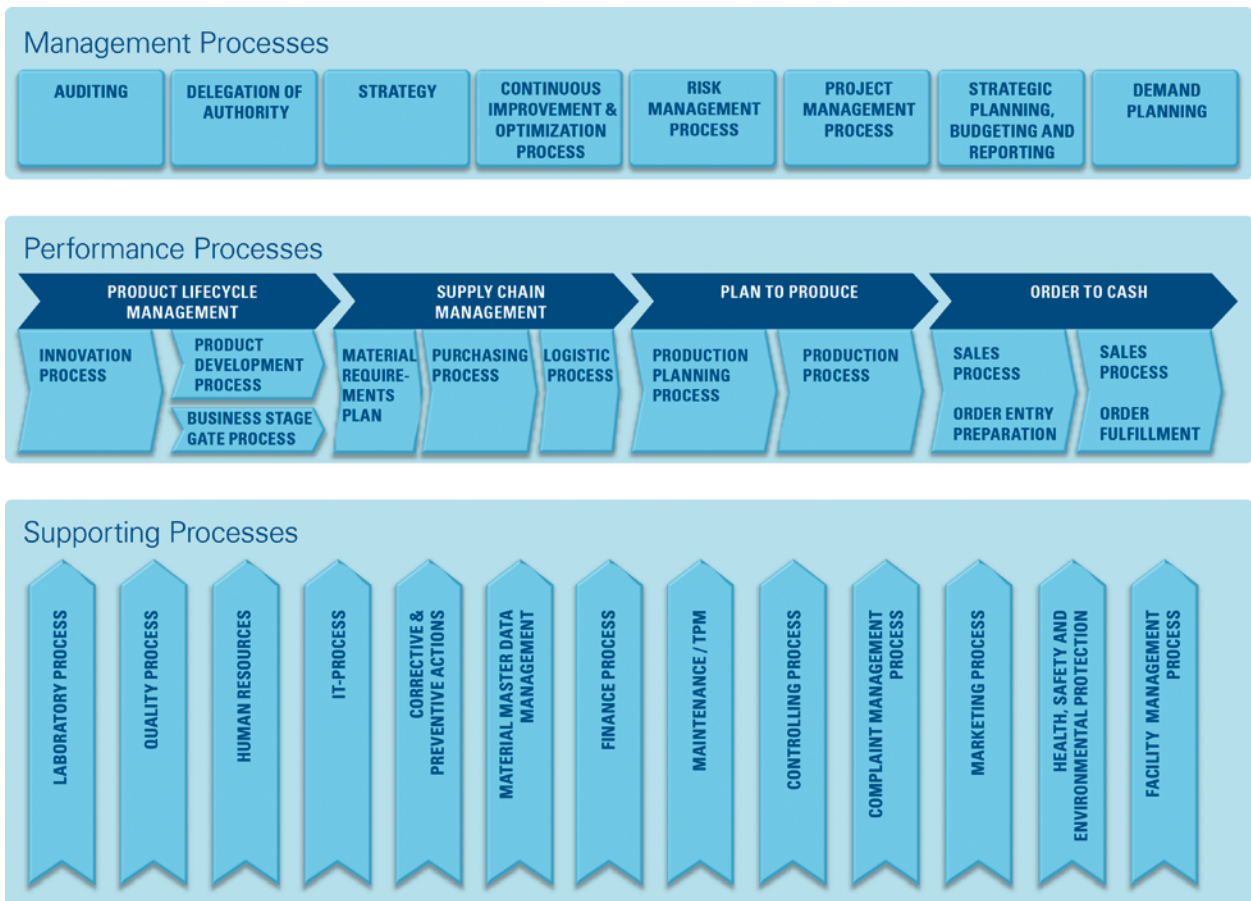 Management Processes
AUDITING
DELEGATION OF
AUTHORITY
STRATEGY
CONTINUOUS
IMPROVEMENT &
OPTIMIZATION
PROCESS
RISK
MANAGEMENT
PROCESS
PROJECT
MANAGEMENT
PROCESS
STRATEGIC
PLANNING,
BUDGETING AND
REPORTING
DEMAND
PLANNING
Performance Processes
PRODUCT LIFECYCLE
MANAGEMENT
SUPPLY CHAIN
MANAGEMENT
PLAN TO PRODUCE
ORDER TO CASH
INNOVATION
PROCESS
PRODUCT
DEVELOPMENT
PROCESS
BUSINESS STAGE
GATE PROCESS
MATERIAL
REQUIRE-
MENTS
PLAN
PURCHASING
PROCESS
LOGISTIC
PROCESS
PRODUCTION
PLANNING
PROCESS
PRODUCTION
PROCESS
SALES
PROCESS
ORDER ENTRY
PREPARATION
SALES
PROCESS
ORDER
FULFILLMENT
Supporting Processes
LABORATORY PROCESS
QUALITY PROCESS
HUMAN RESOURCES
IT-PROCESS
CORRECTIVE &
PREVENTIVE ACTIONS
MATERIAL MASTER DATA
MANAGEMENT
FINANCE PROCESS
MAINTENANCE / TPM
CONTROLLING PROCESS
COMPLAINT MANAGEMENT
PROCESS
MARKETING PROCESS
HEALTH, SAFETY AND
ENVIRONMENTAL PROTECTION
FACILITY MANAGEMENT
PROCESS